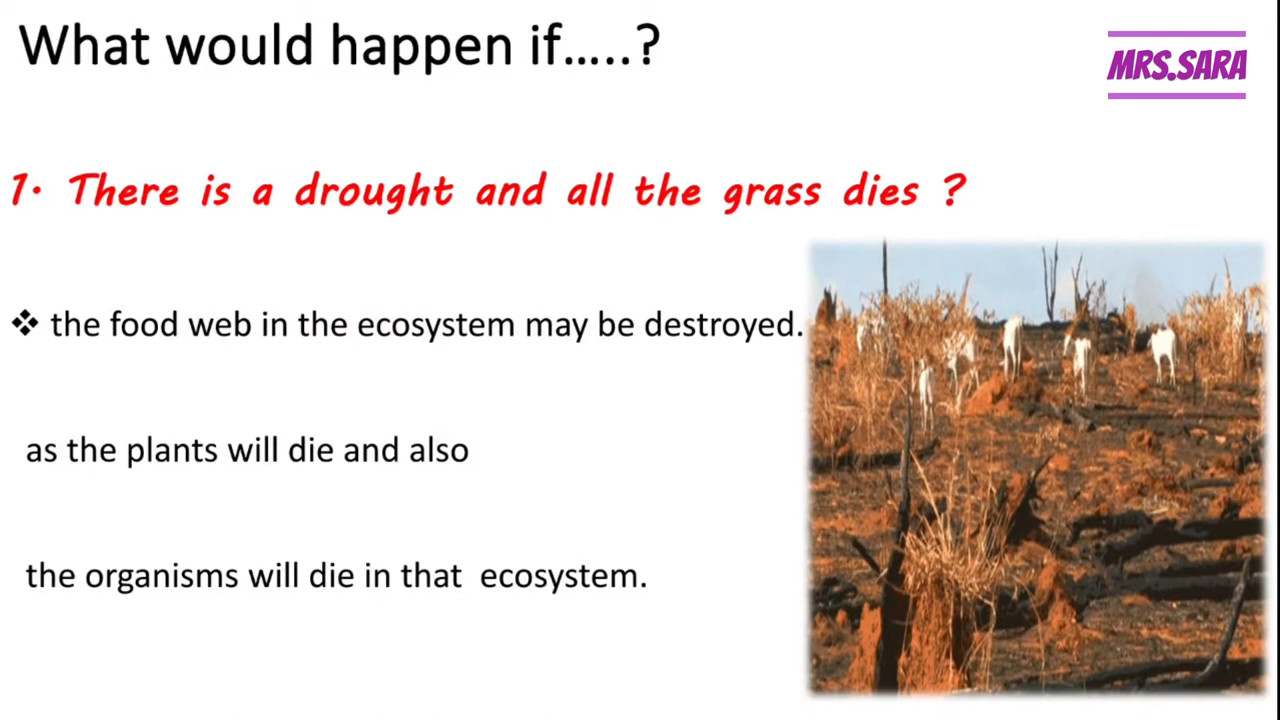 What would happen if…..?
MRS.SARA
1. There is a drought and all the grass dies ?
❖ the food web in the ecosystem may be destroyed.
as the plants will die and also
the organisms will die in that ecosystem.